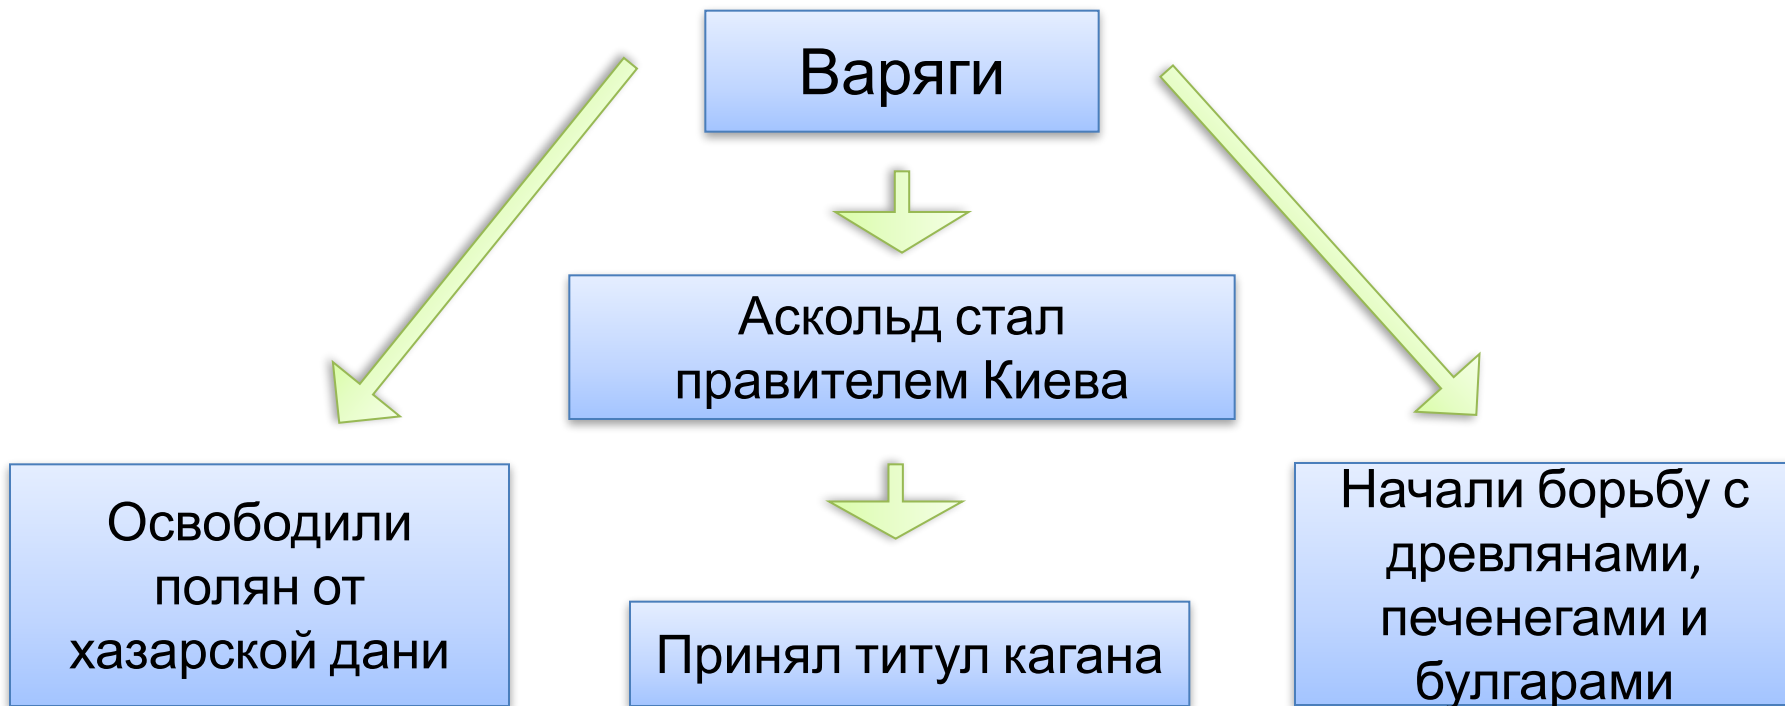 Варяги
Аскольд стал
правителем Киева
Освободили
полян от
хазарской дани
Принял титул кагана
Начали борьбу с
древлянами,
печенегами и
булгарами